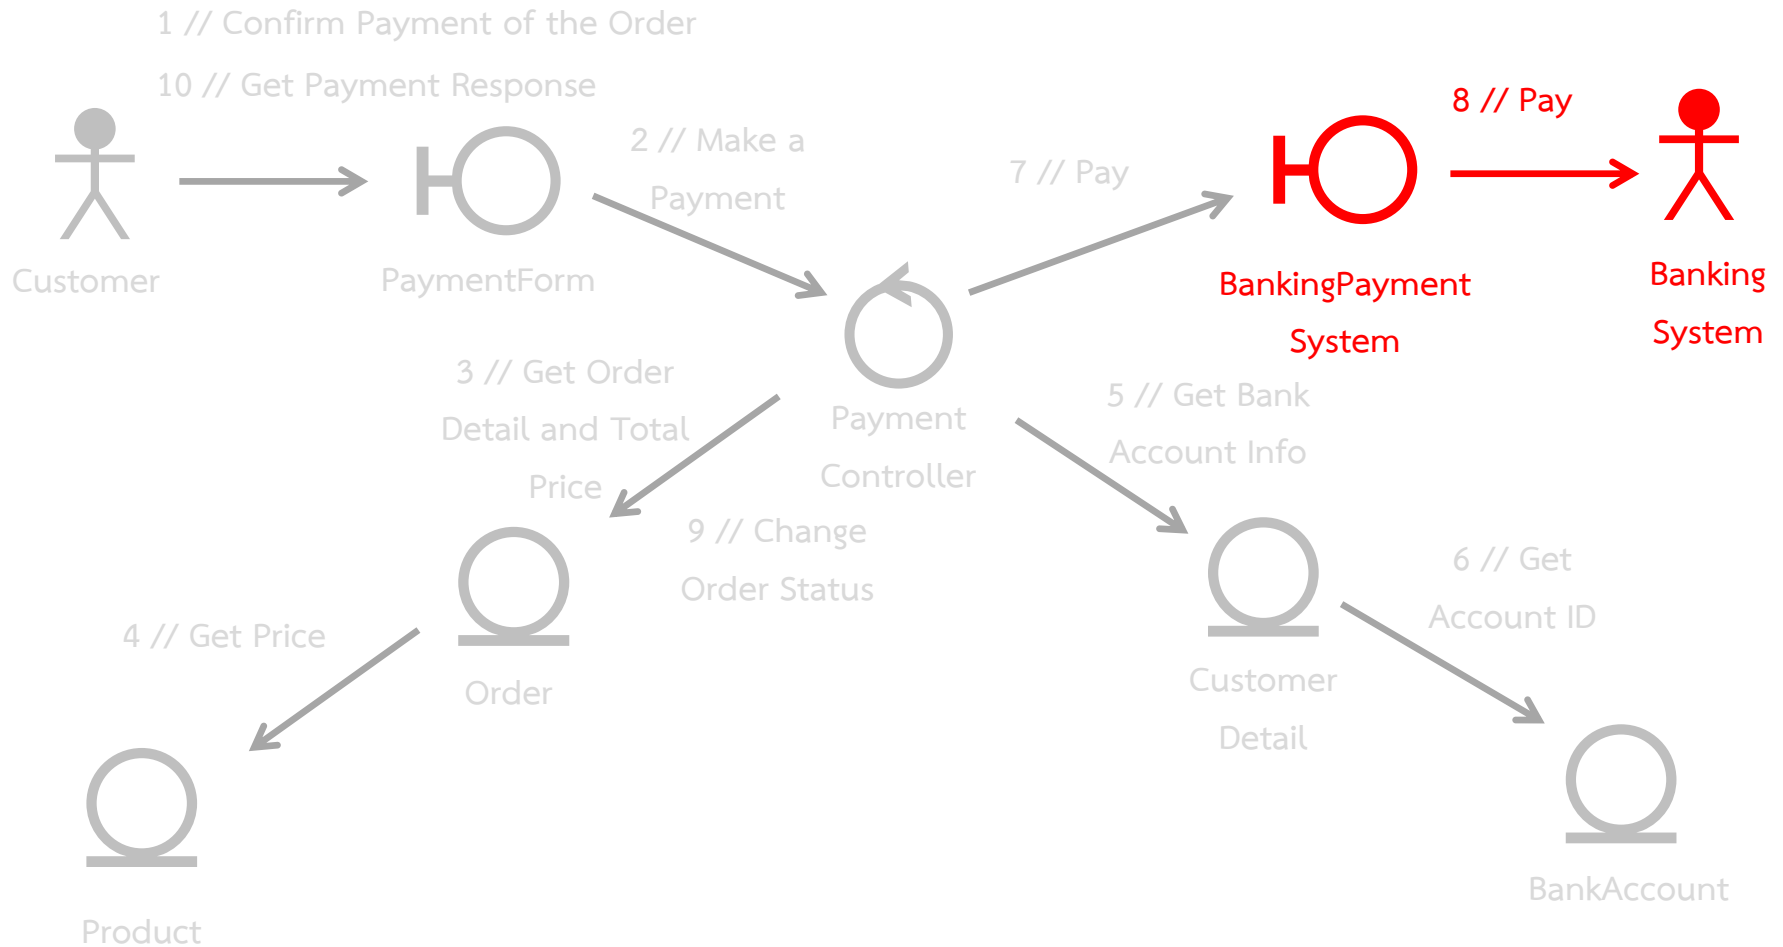 1 // Confirm Payment of the Order
10 // Get Payment Response
8 // Pay
2 // Make a
Payment
7 // Pay
Customer
PaymentForm
BankingPayment
System
Banking
System
3 // Get Order
Detail and Total
Price
Payment
Controller
5 // Get Bank
Account Info
9 // Change
Order Status
6 // Get
Account ID
4 // Get Price
Order
Customer
Detail
BankAccount
Product